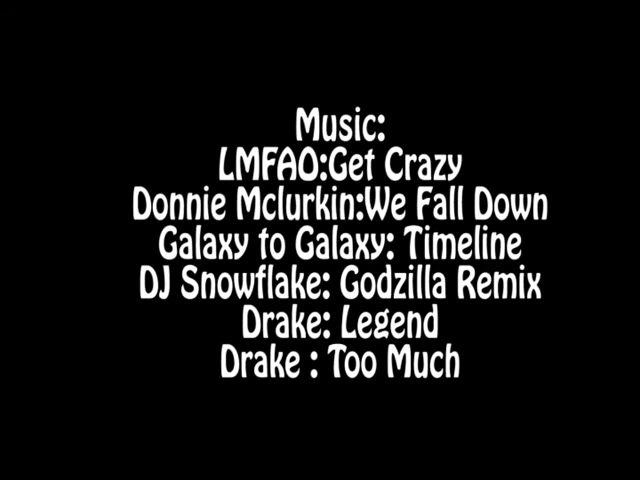 Music:
LMFAO:Get Crazy
Donnie Mclurkin:We Fall Down
Galaxy to Galaxy: Timeline
DJ Snowflake: Godzilla Remix
Drake: Legend
Drake : Too Much